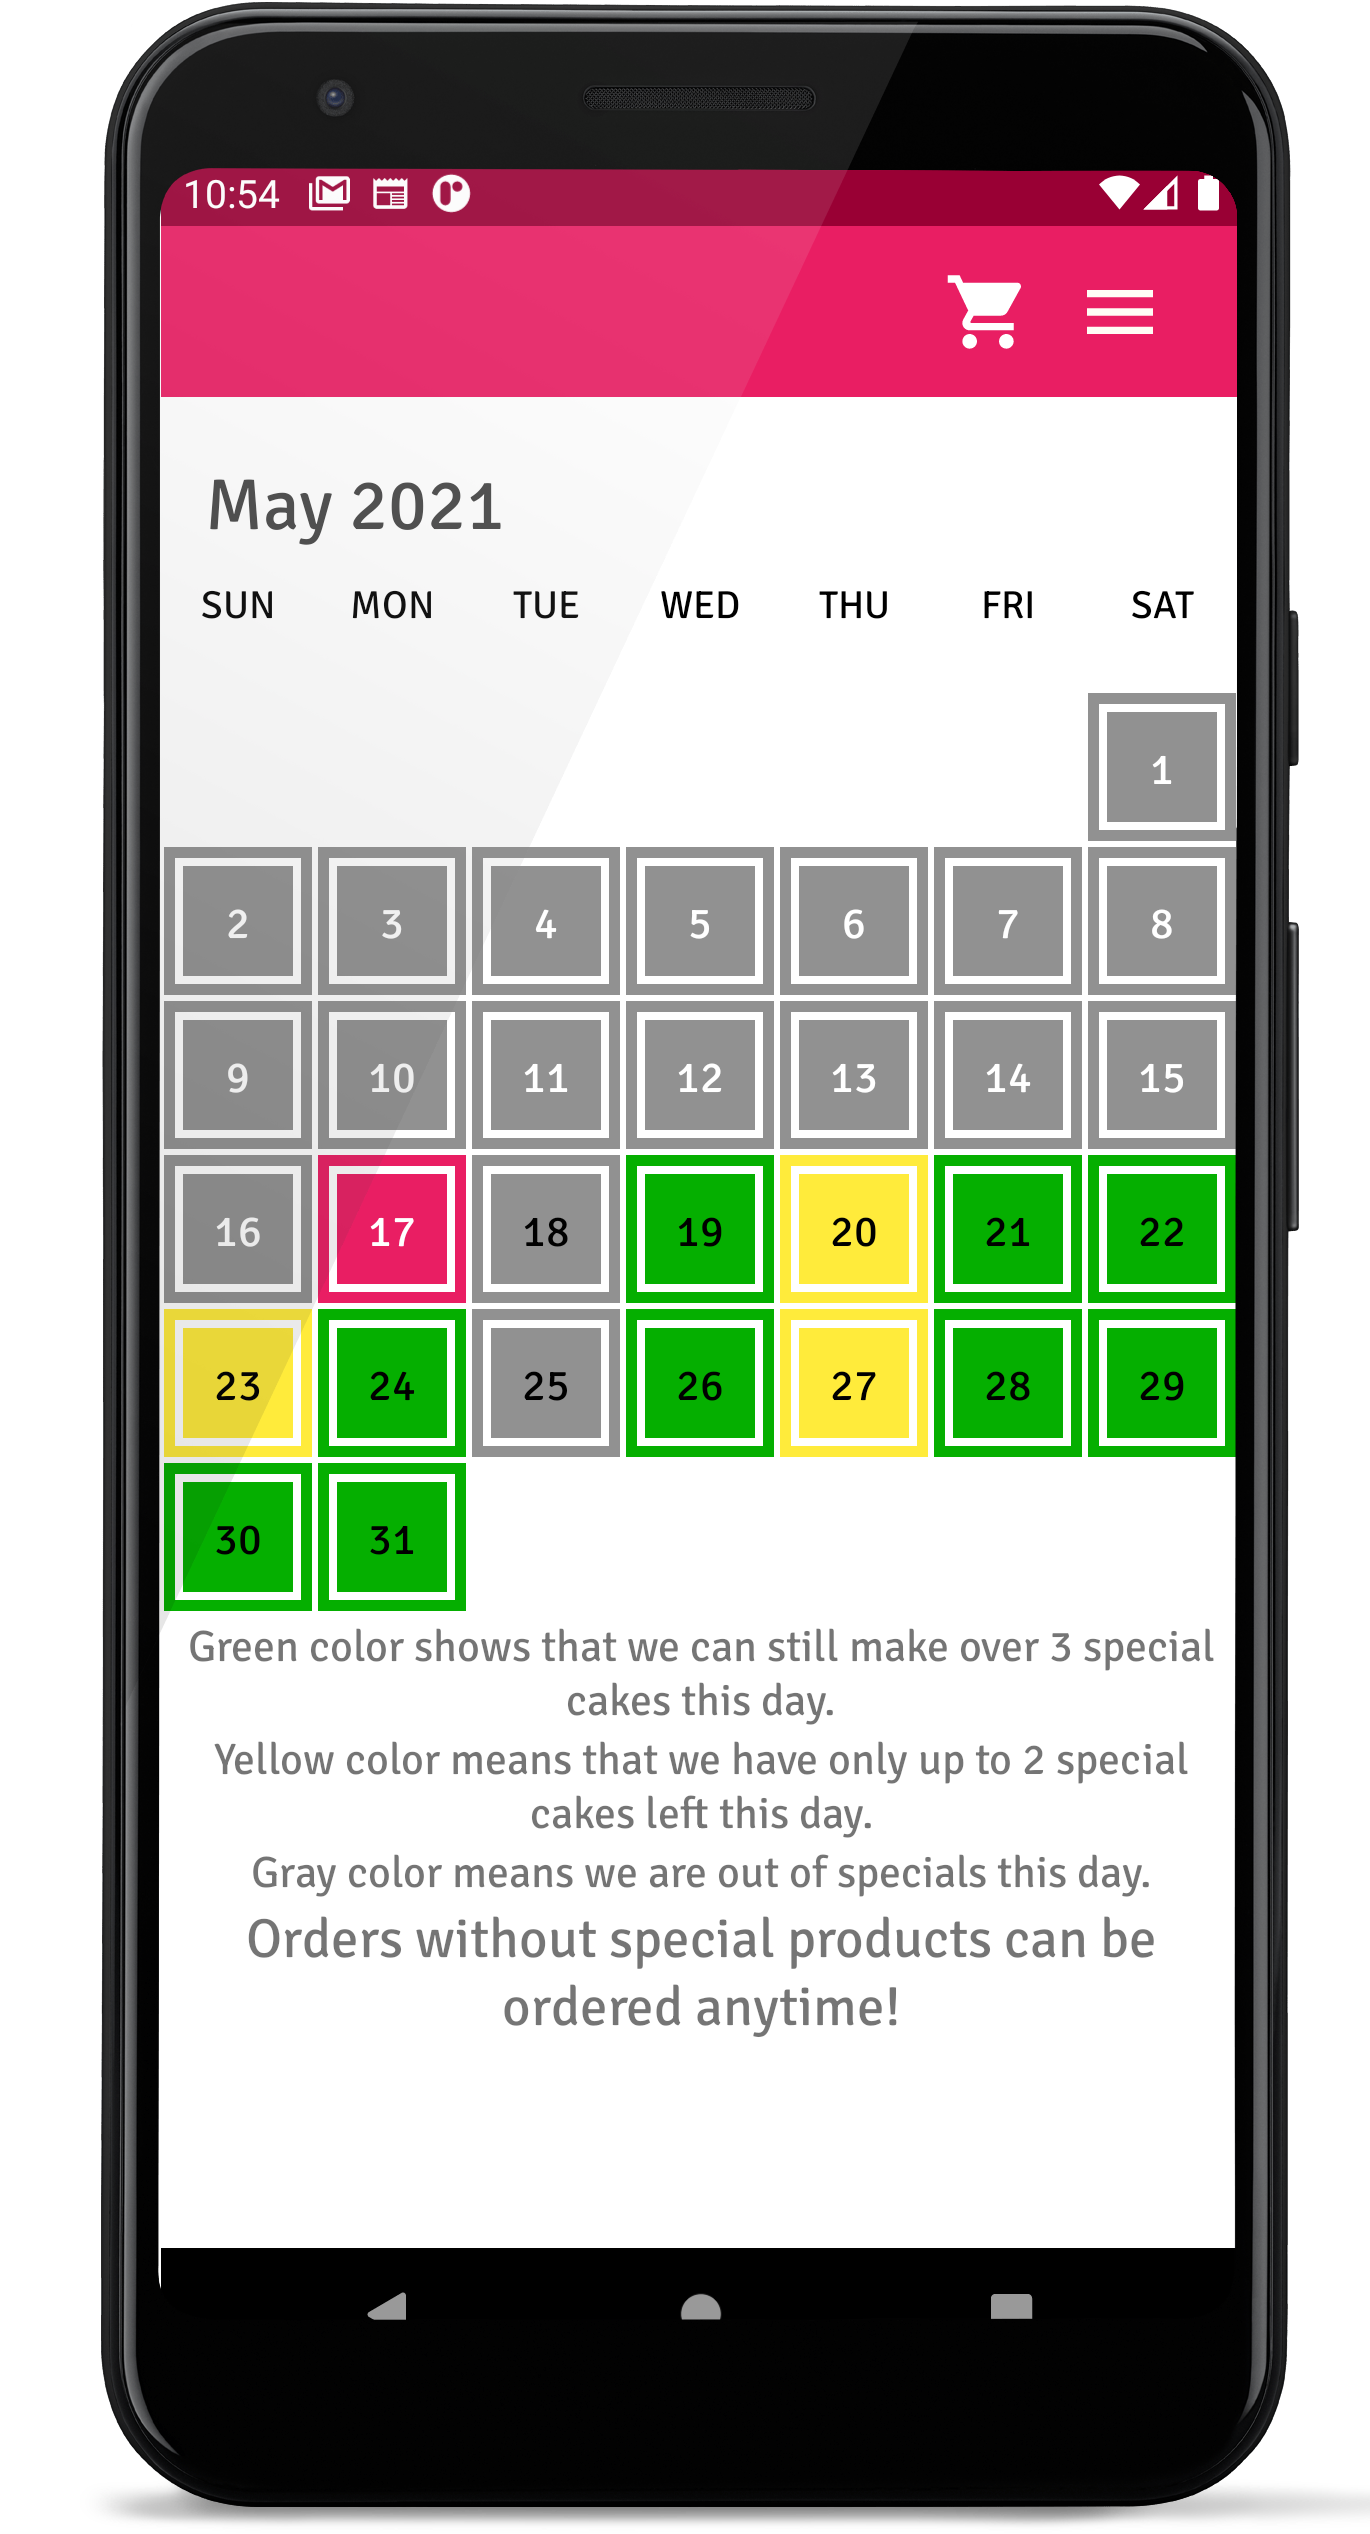 10:54
May 2021
SUN MON TUE WED THU FRI SAT
1
2 3 4 5 6 7 8
9 10 11 12 13 14 15
16 17 18 19 20 21 22
23 24 25 26 27 28 29
30 31
Green color shows that we can still make over 3 special
cakes this day.
Yellow color means that we have only up to 2 special
cakes left this day.
Gray color means we are out of specials this day.
Orders without special products can be
ordered anytime!